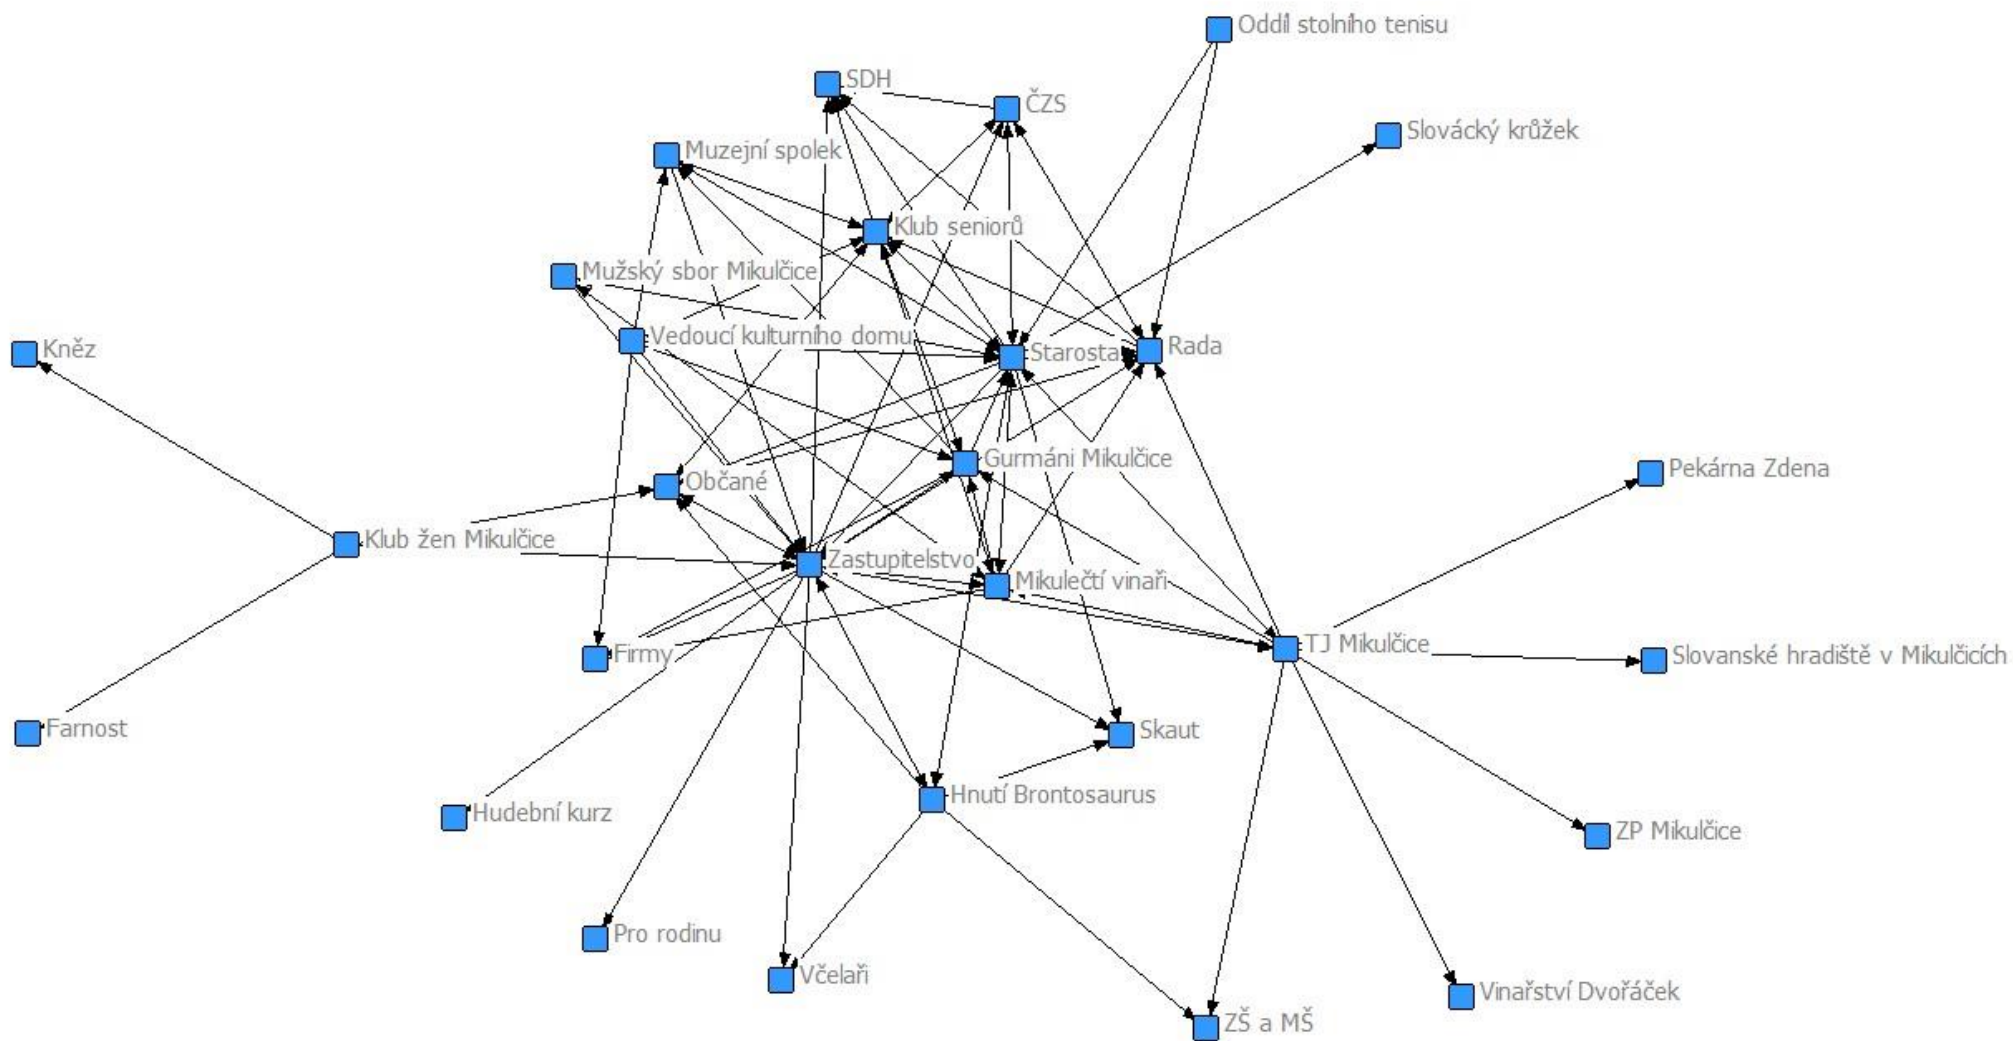 Oddíl stolního tenisu
SDH
ČZS
Slovácký krůžek
Muzejní spolek
Klub seniorů
Mužský sbor Mikulčice
Vedoucí kulturního domu
Kněz
Starosta
Rada
Gurmáni Mikulčice
Pekárna Zdena
Občané
Klub žen Mikulčice
Zastupitelstvo
Mikulečtí vinaři
TJ Mikulčice
Firmy
Slovanské hradiště v Mikulčicích
Farnost
Skaut
Hnutí Brontosaurus
Hudební kurz
ZP Mikulčice
Pro rodinu
Včelaři
Vinařství Dvořáček
ZŠ a MŠ